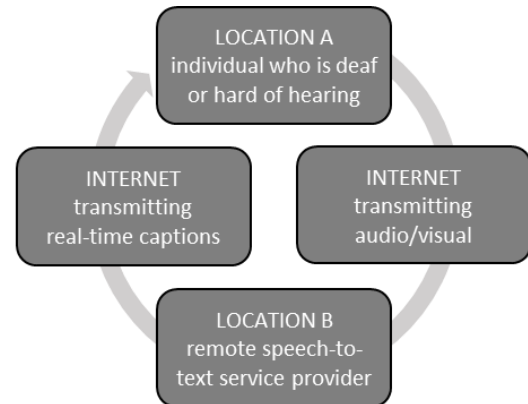 LOCATION A
individual who is deaf
or hard of hearing
INTERNET
transmitting
real-time captions
INTERNET
transmitting
audio/visual
LOCATION B
remote speech-to-
text service provider